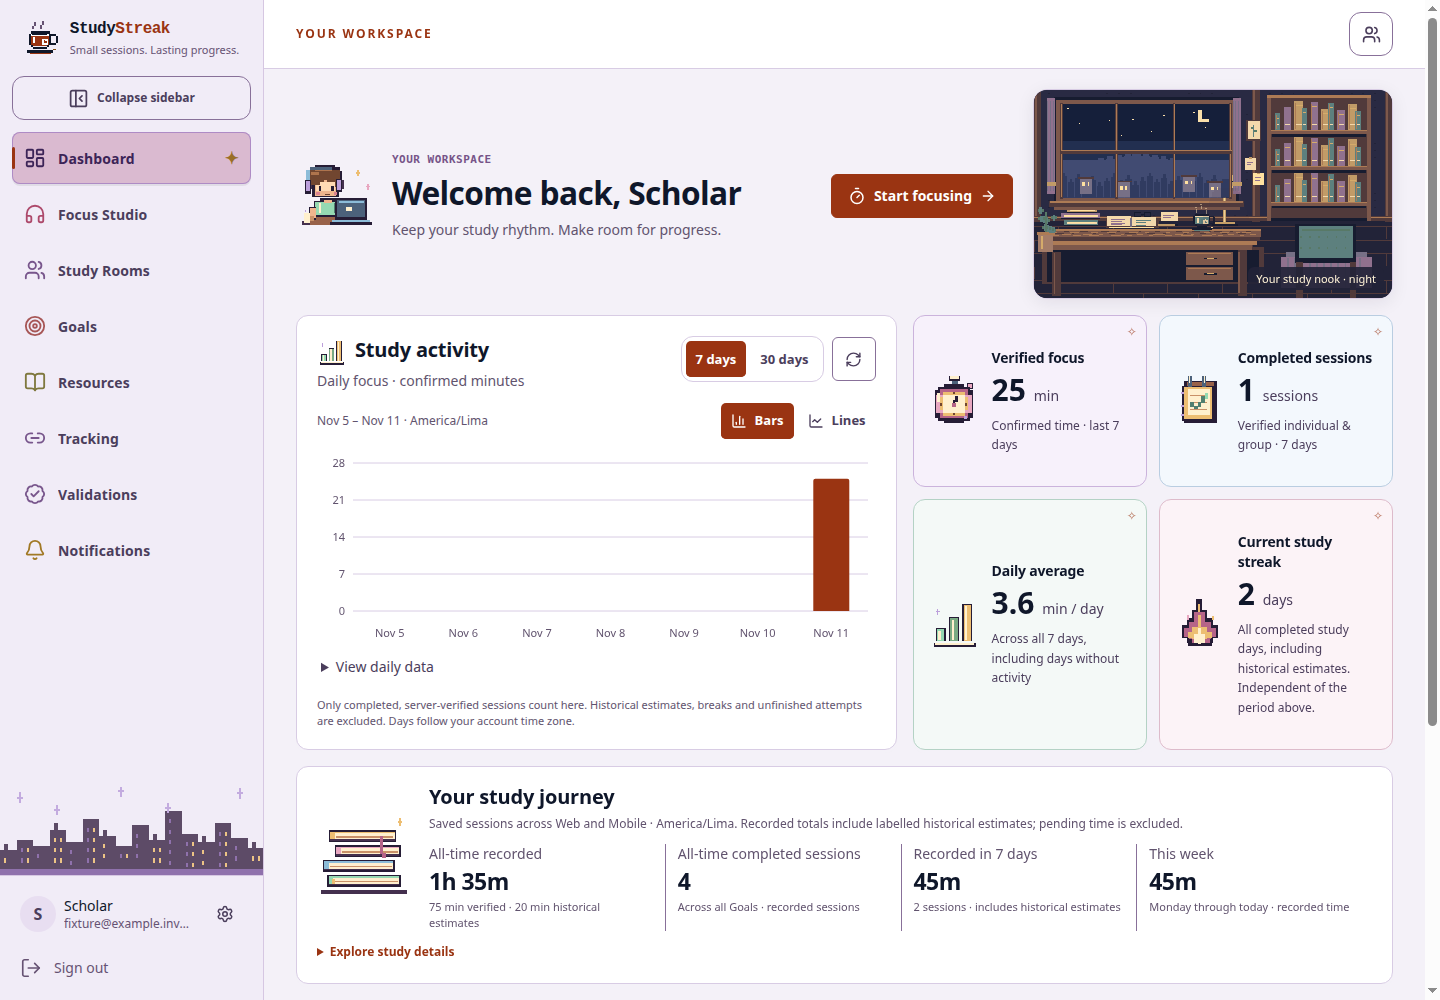 StudyStreak
Small sessions. Lasting progress.
Collapse sidebar
Dashboard
Focus Studio
Study Rooms
Goals
Resources
Tracking
Validations
Notifications
S
Scholar
fixture@example.inv...
Sign out
YOUR WORKSPACE
YOUR WORKSPACE
Welcome back, Scholar
Keep your study rhythm. Make room for progress.
Start focusing
Your study nook · night
Study activity
Daily focus · confirmed minutes
7 days
30 days
Nov 5 – Nov 11 · America/Lima
Bars
Lines
28
21
14
7
0
Nov 5
Nov 6
Nov 7
Nov 8
Nov 9
Nov 10
Nov 11
View daily data
Only completed, server-verified sessions count here. Historical estimates, breaks and unfinished attempts
are excluded. Days follow your account time zone.
Verified focus
25 min
Confirmed time · last 7
days
Completed sessions
1 sessions
Verified individual &
group · 7 days
Daily average
3.6 min / day
Across all 7 days,
including days without
activity
Current study
streak
2 days
All completed study
days, including
historical estimates.
Independent of the
period above.
Your study journey
Saved sessions across Web and Mobile · America/Lima. Recorded totals include labelled historical estimates; pending time is excluded.
All-time recorded
1h 35m
75 min verified · 20 min historical
estimates
All-time completed sessions
4
Across all Goals · recorded sessions
Recorded in 7 days
45m
2 sessions · includes historical estimates
This week
45m
Monday through today · recorded time
Explore study details